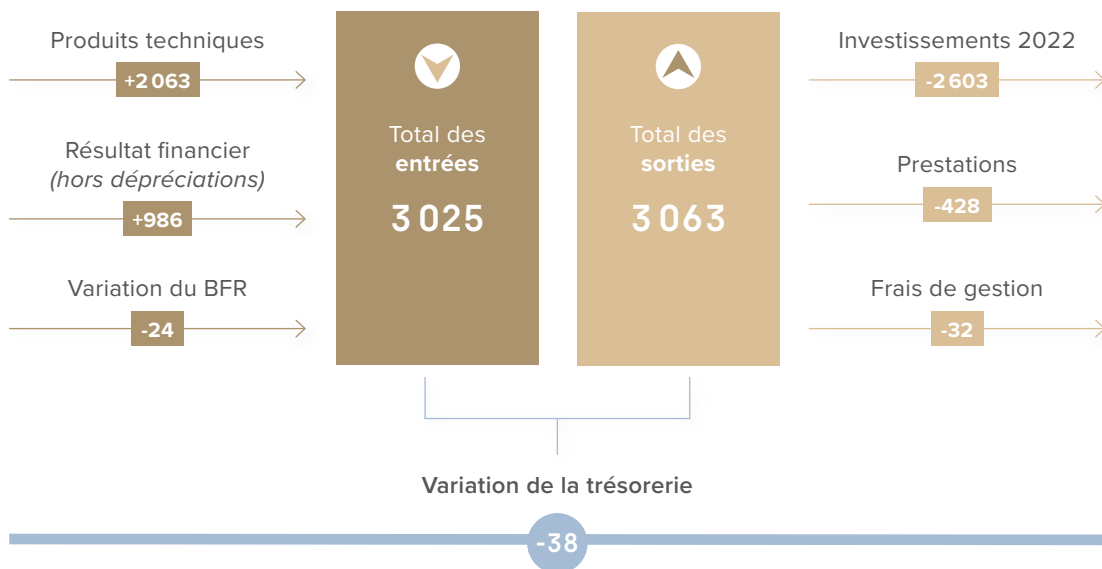 Produits techniques
+2 063
Résultat financier
(hors dépréciations)
+986
Variation du BFR
-24
Total des
entrées
3 025
Total des
sorties
3 063
Investissements 2022
-2 603
Prestations
-428
Frais de gestion
-32
Variation de la trésorerie
-38